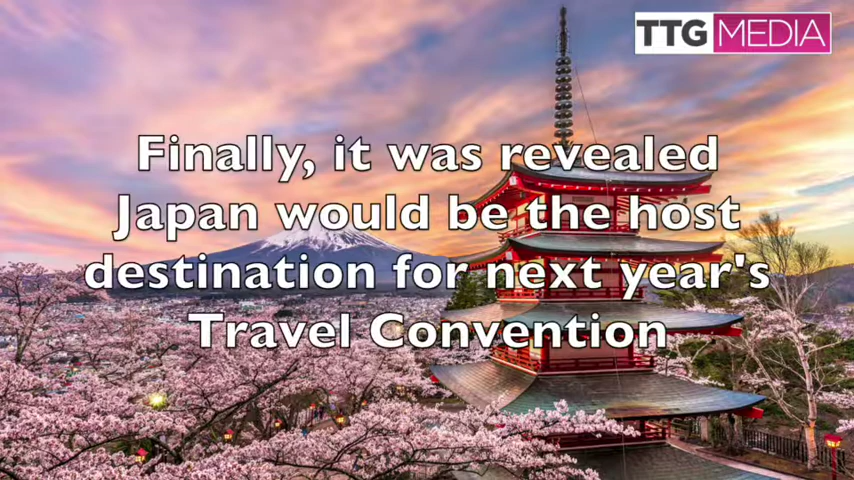 TTG MEDIA
Finally, it was revealed
Japan would be the host
destination for next year's
Travel Convention